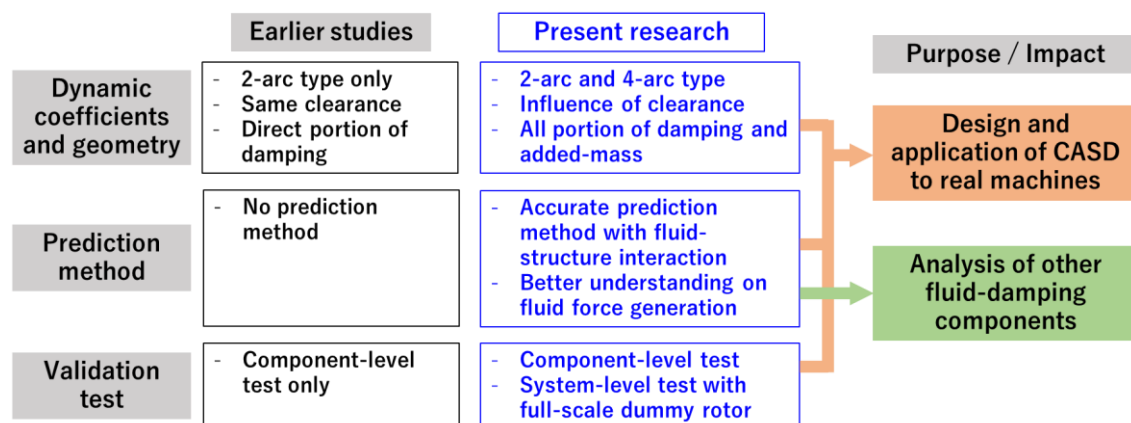 Earlier studies
Present research
Purpose / Impact
Dynamic
coefficients
and geometry
- 2-arc type only
- Same clearance
- Direct portion of
damping
- 2-arc and 4-arc type
- Influence of clearance
- All portion of damping and
added-mass
Design and
application of CASD
to real machines
Prediction
method
- No prediction
method
- Accurate prediction
method with fluid-
structure interaction
- Better understanding on
fluid force generation
Analysis of other
fluid-damping
components
Validation
test
- Component-level
test only
- Component-level test
- System-level test with
full-scale dummy rotor